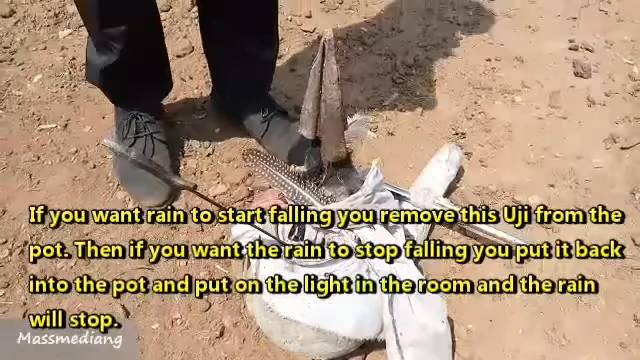 If you want rain to start falling you remove this Uji from the
pot. Then if you want the rain to stop falling you put it back
into the pot and put on the light in the room and the rain
will stop.
Massmediang